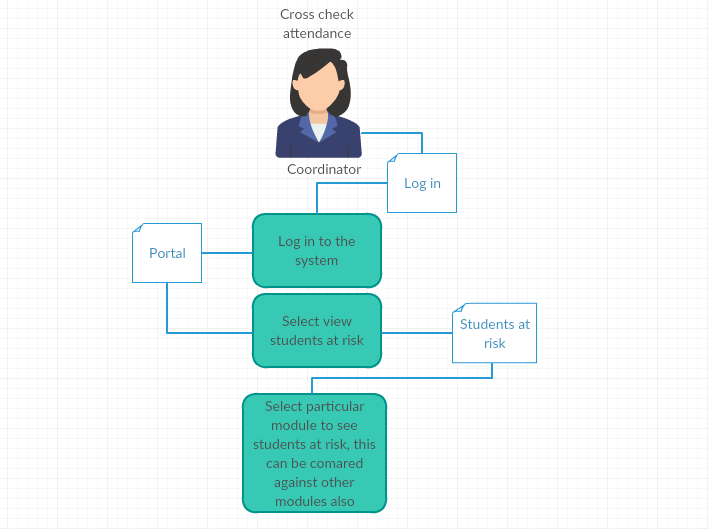 Cross check
attendance
Coordinator
Log in
Log in to the
system
Portal
Select view
students at risk
Students at
risk
Select particular
module to see
students at risk, this
can be comared
against other
modules also